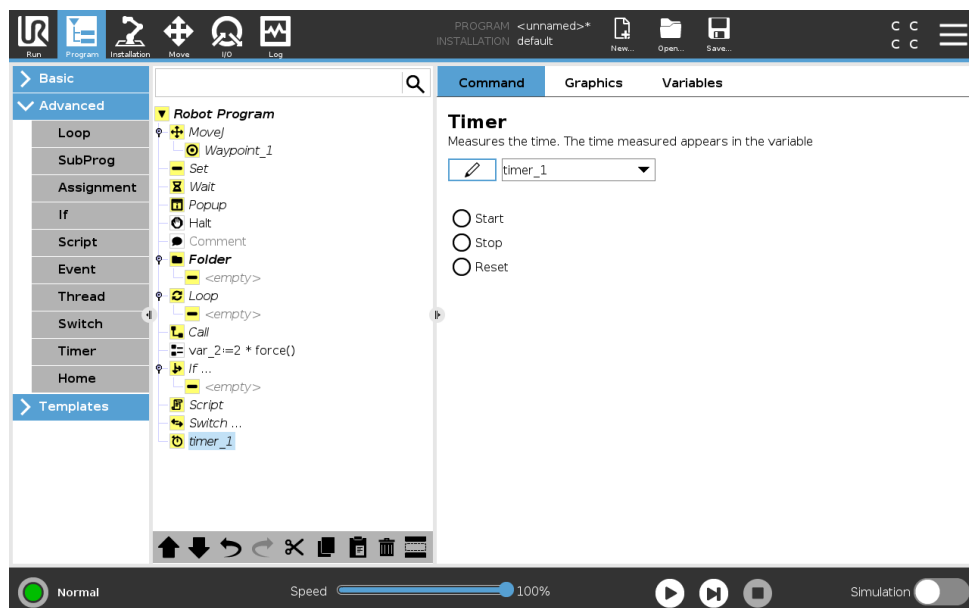 UR
Run
Program
Installation
Move
I/O
Log
PROGRAM <unnamed>*
INSTALLATION default
New...
Open...
Save...
C C
C C
Basic
Advanced
Loop
SubProg
Assignment
If
Script
Event
Thread
Switch
Timer
Home
Templates
Robot Program
MoveJ
Waypoint_1
Set
Wait
Popup
Halt
Comment
Folder
<empty>
Loop
<empty>
Call
var_2:=2 * force()
If ...
<empty>
Script
Switch ...
timer_1
Command Graphics Variables
Timer
Measures the time. The time measured appears in the variable
timer_1
Start
Stop
Reset
Normal
Speed 100%
Simulation